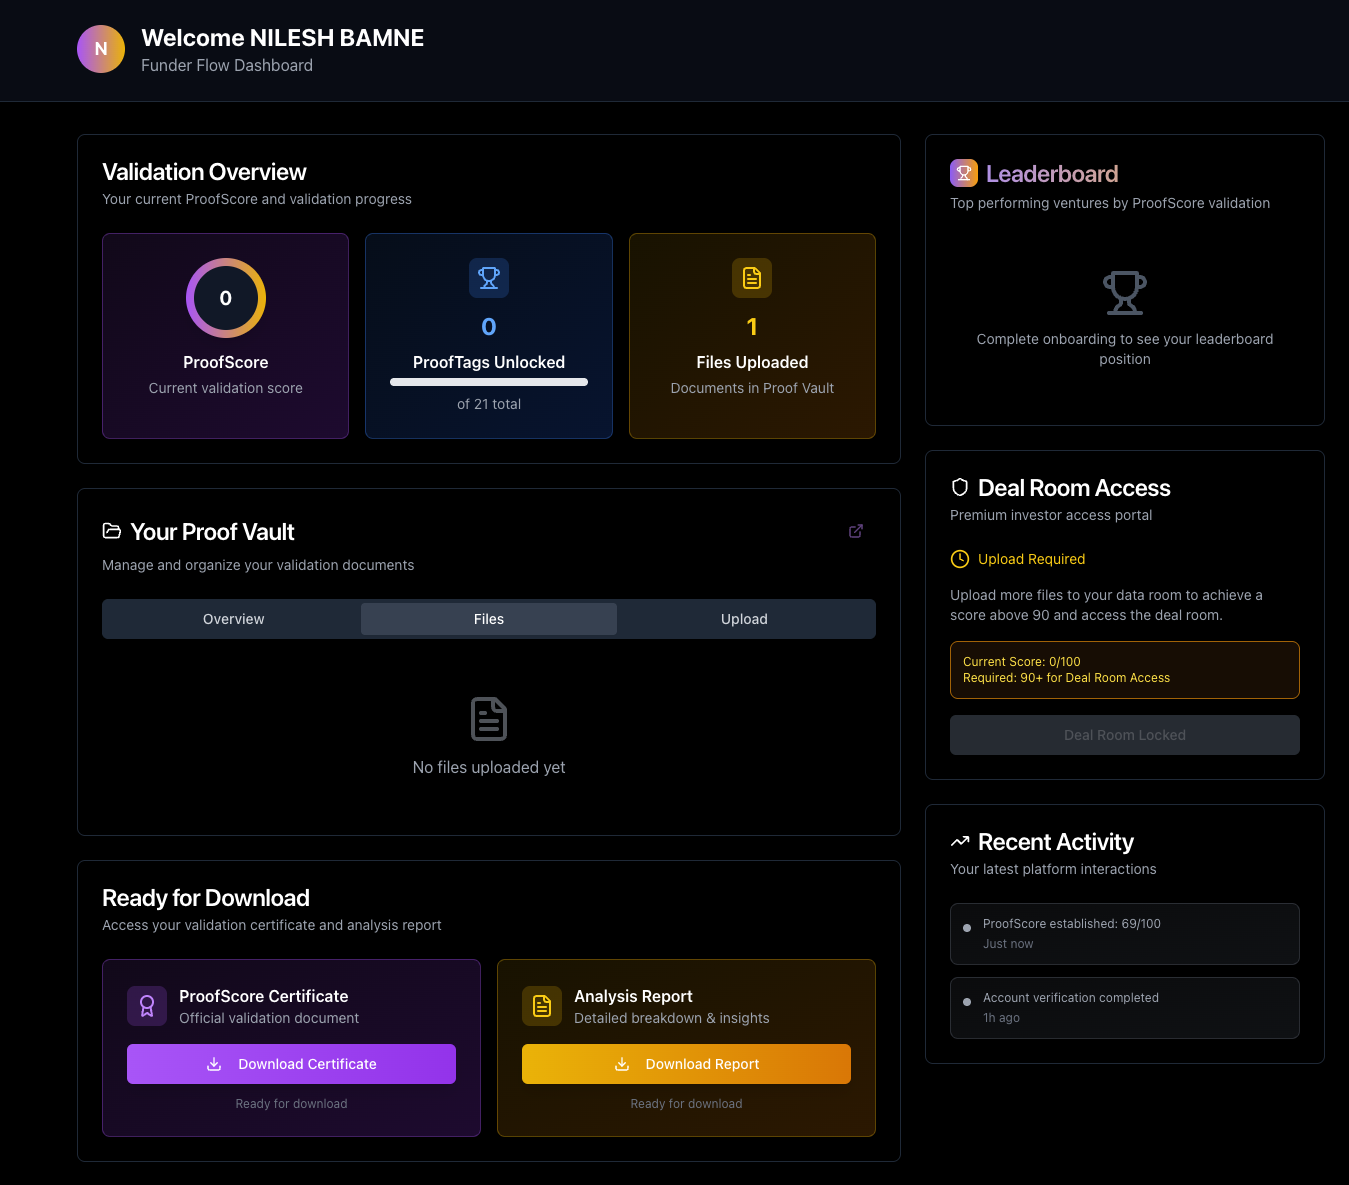 N
Welcome NILESH BAMNE
Funder Flow Dashboard
Validation Overview
Your current ProofScore and validation progress
0
ProofScore
Current validation score
0
ProofTags Unlocked
of 21 total
1
Files Uploaded
Documents in Proof Vault
Your Proof Vault
Manage and organize your validation documents
Overview
Files
Upload
No files uploaded yet
Ready for Download
Access your validation certificate and analysis report
ProofScore Certificate
Official validation document
Download Certificate
Ready for download
Analysis Report
Detailed breakdown & insights
Download Report
Ready for download
Leaderboard
Top performing ventures by ProofScore validation
Complete onboarding to see your leaderboard
position
Deal Room Access
Premium investor access portal
Upload Required
Upload more files to your data room to achieve a
score above 90 and access the deal room.
Current Score: 0/100
Required: 90+ for Deal Room Access
Deal Room Locked
Recent Activity
Your latest platform interactions
ProofScore established: 69/100
Just now
Account verification completed
1h ago